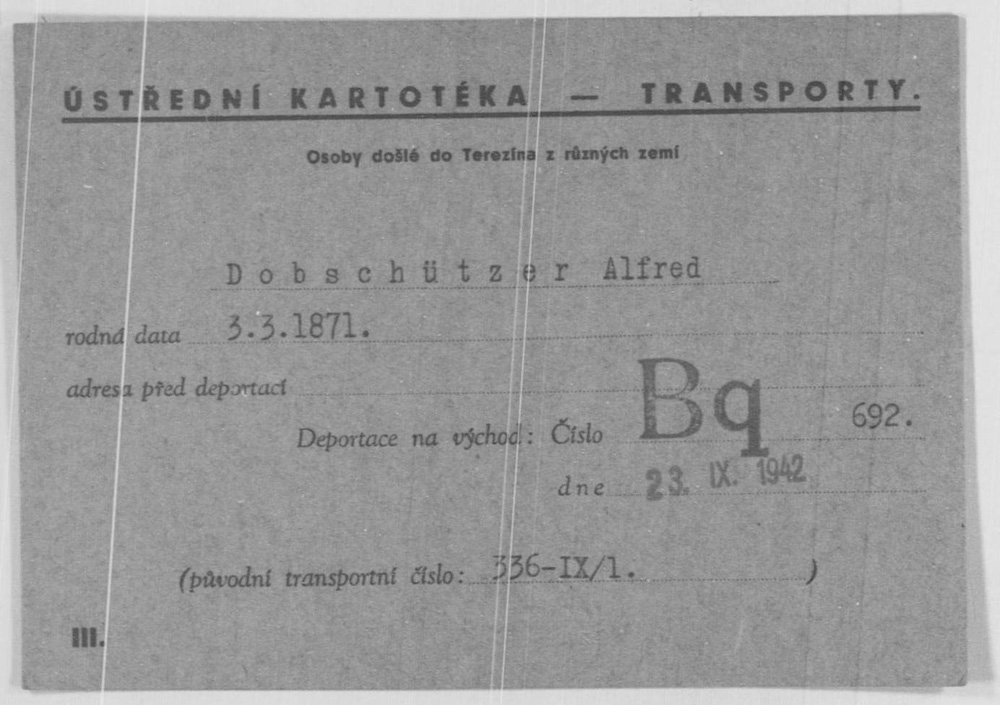 ÚSTŘEDNÍ KARTOTÉKA — TRANSPORTY.
Osoby došlé do Terezína z různých zemí
Dobschützer Alfred
rodná data 3.3.1871.
adresa před deportací
Deportace na východ: Číslo Bq 692.
dne 23. IX. 1942
(původní transportní číslo: 336-IX/1. )
III.